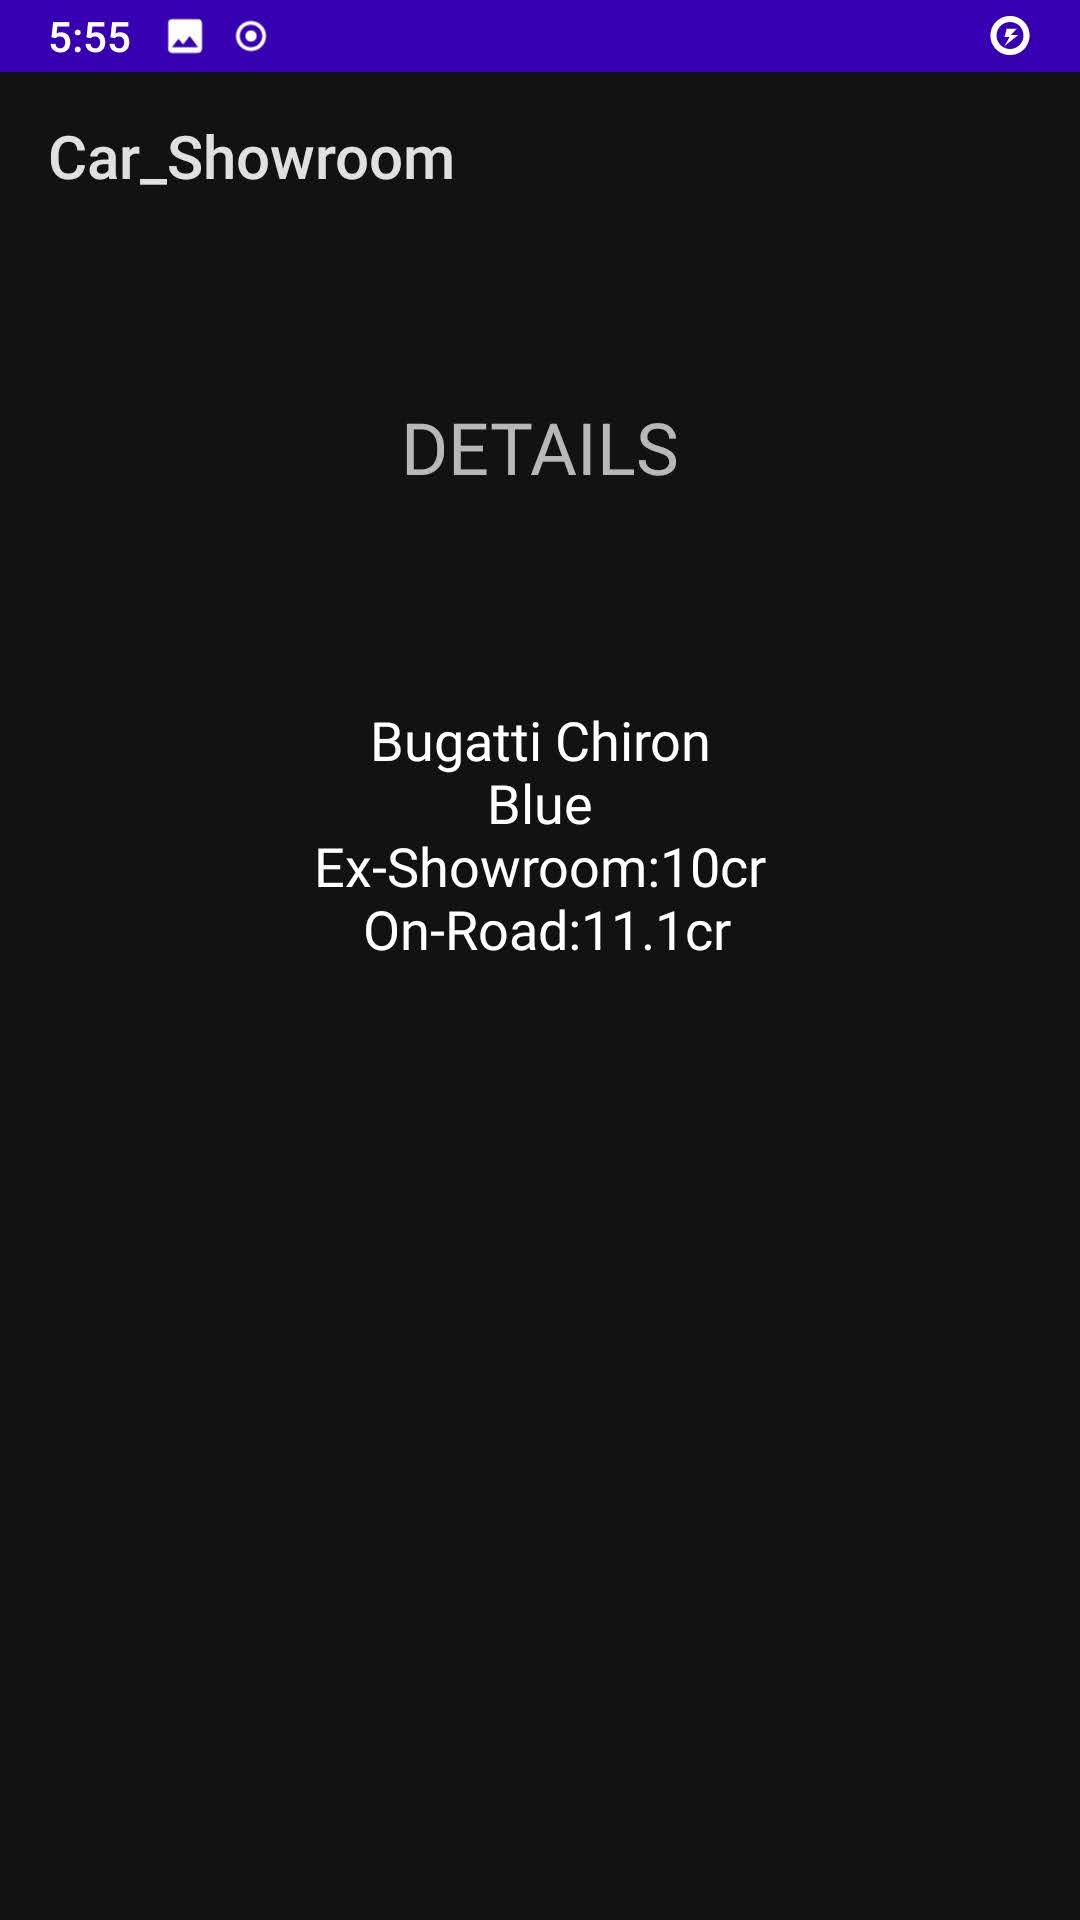 5:55
Car_Showroom
DETAILS
Bugatti Chiron
Blue
Ex-Showroom:10cr
On-Road:11.1cr